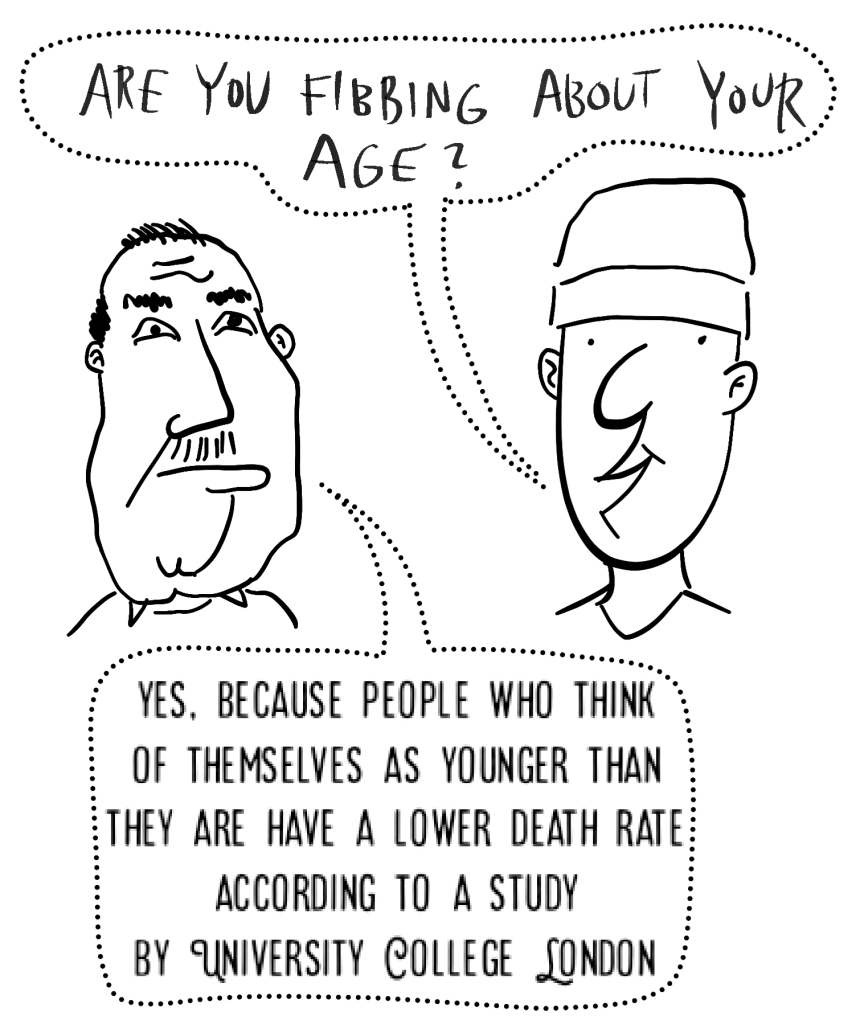 ARE YOU FIBBING ABOUT YOUR
AGE?
YES, BECAUSE PEOPLE WHO THINK
OF THEMSELVES AS YOUNGER THAN
THEY ARE HAVE A LOWER DEATH RATE
ACCORDING TO A STUDY
BY UNIVERSITY COLLEGE LONDON